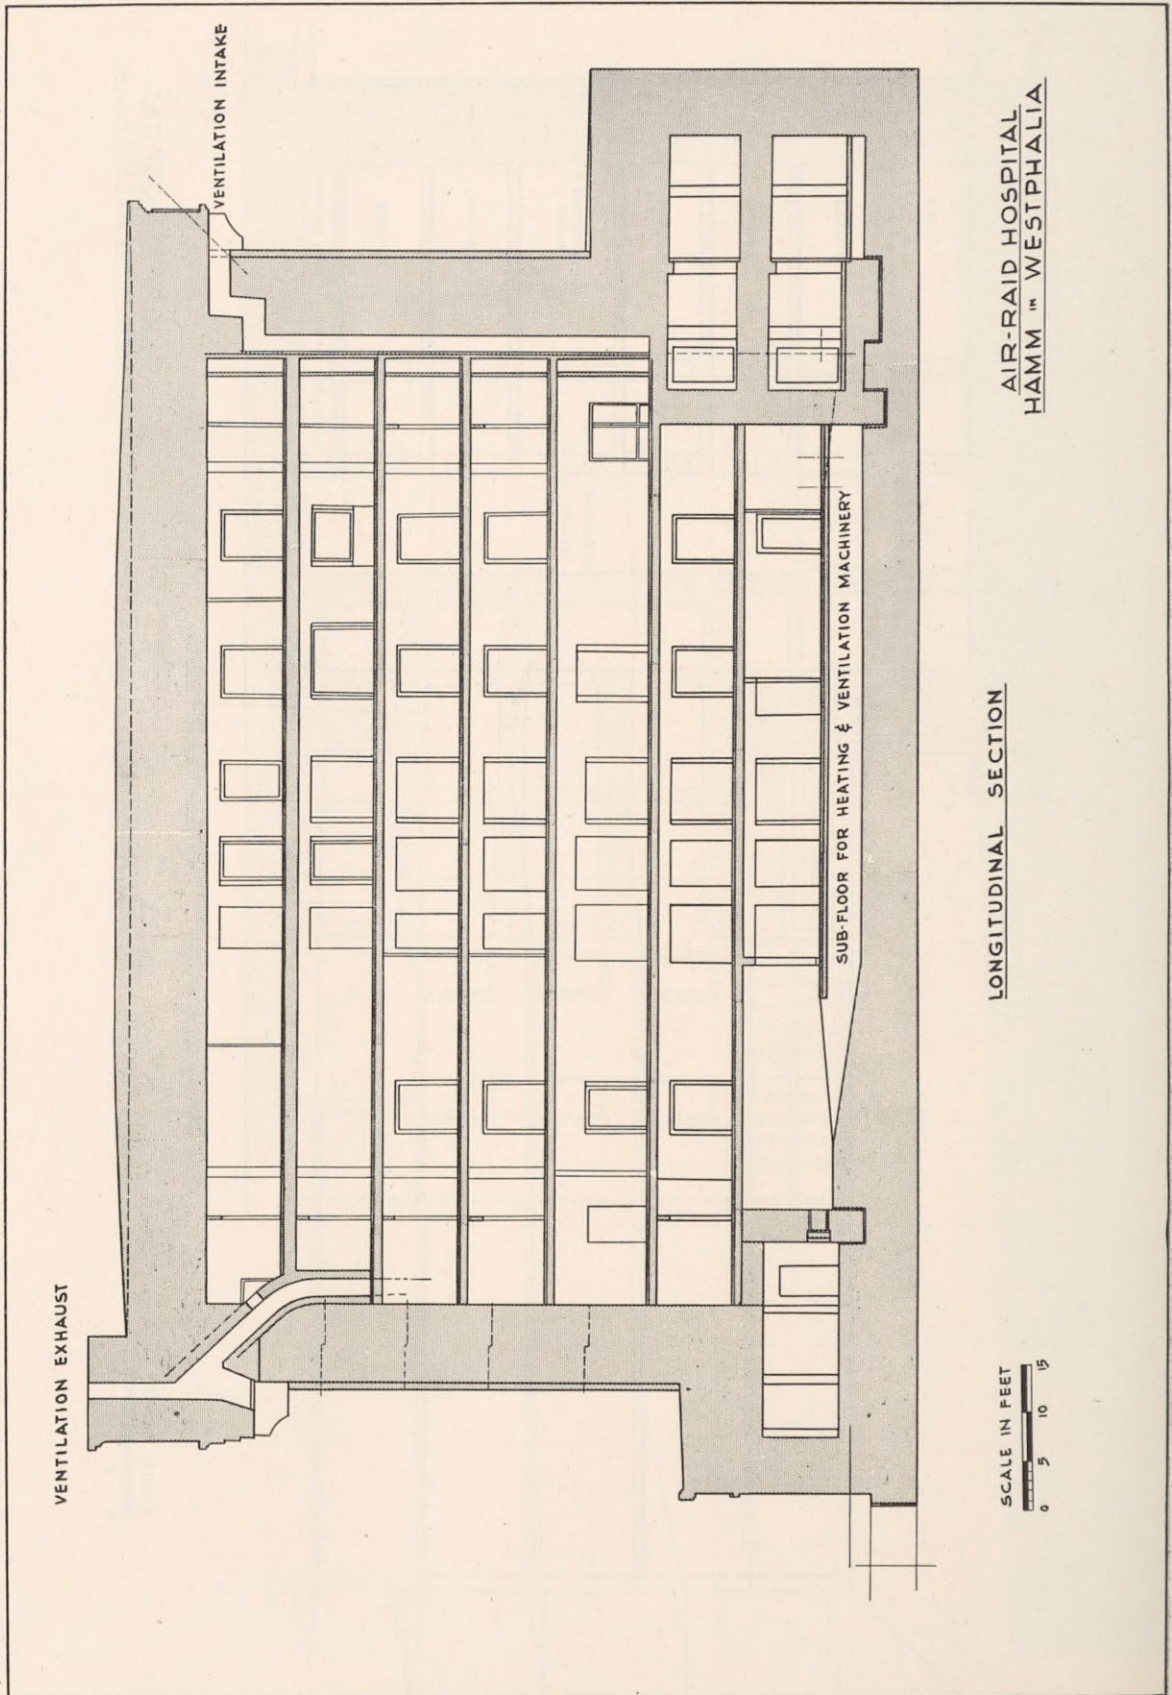 VENTILATION EXHAUST
VENTILATION INTAKE
SUB-FLOOR FOR HEATING & VENTILATION MACHINERY
SCALE IN FEET
0 5 10 15
LONGITUDINAL SECTION
AIR-RAID HOSPITAL
HAMM IN WESTPHALIA